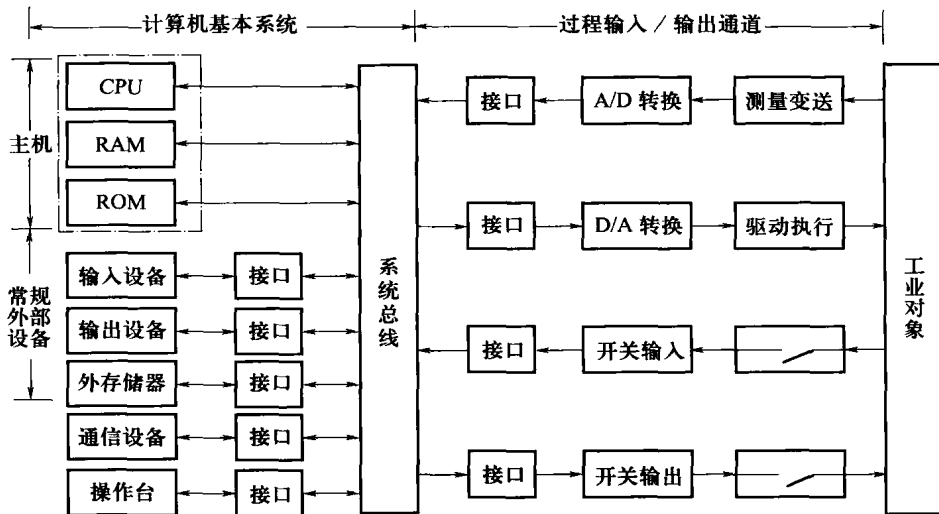 计算机基本系统
过程输入 / 输出通道
主机
CPU
RAM
ROM
常规
外部
设备
输入设备
接口
输出设备
接口
外存储器
接口
通信设备
接口
操作台
接口
系统总线
接口
A/D 转换
测量变送
接口
D/A 转换
驱动执行
接口
开关输入
接口
开关输出
工业对象